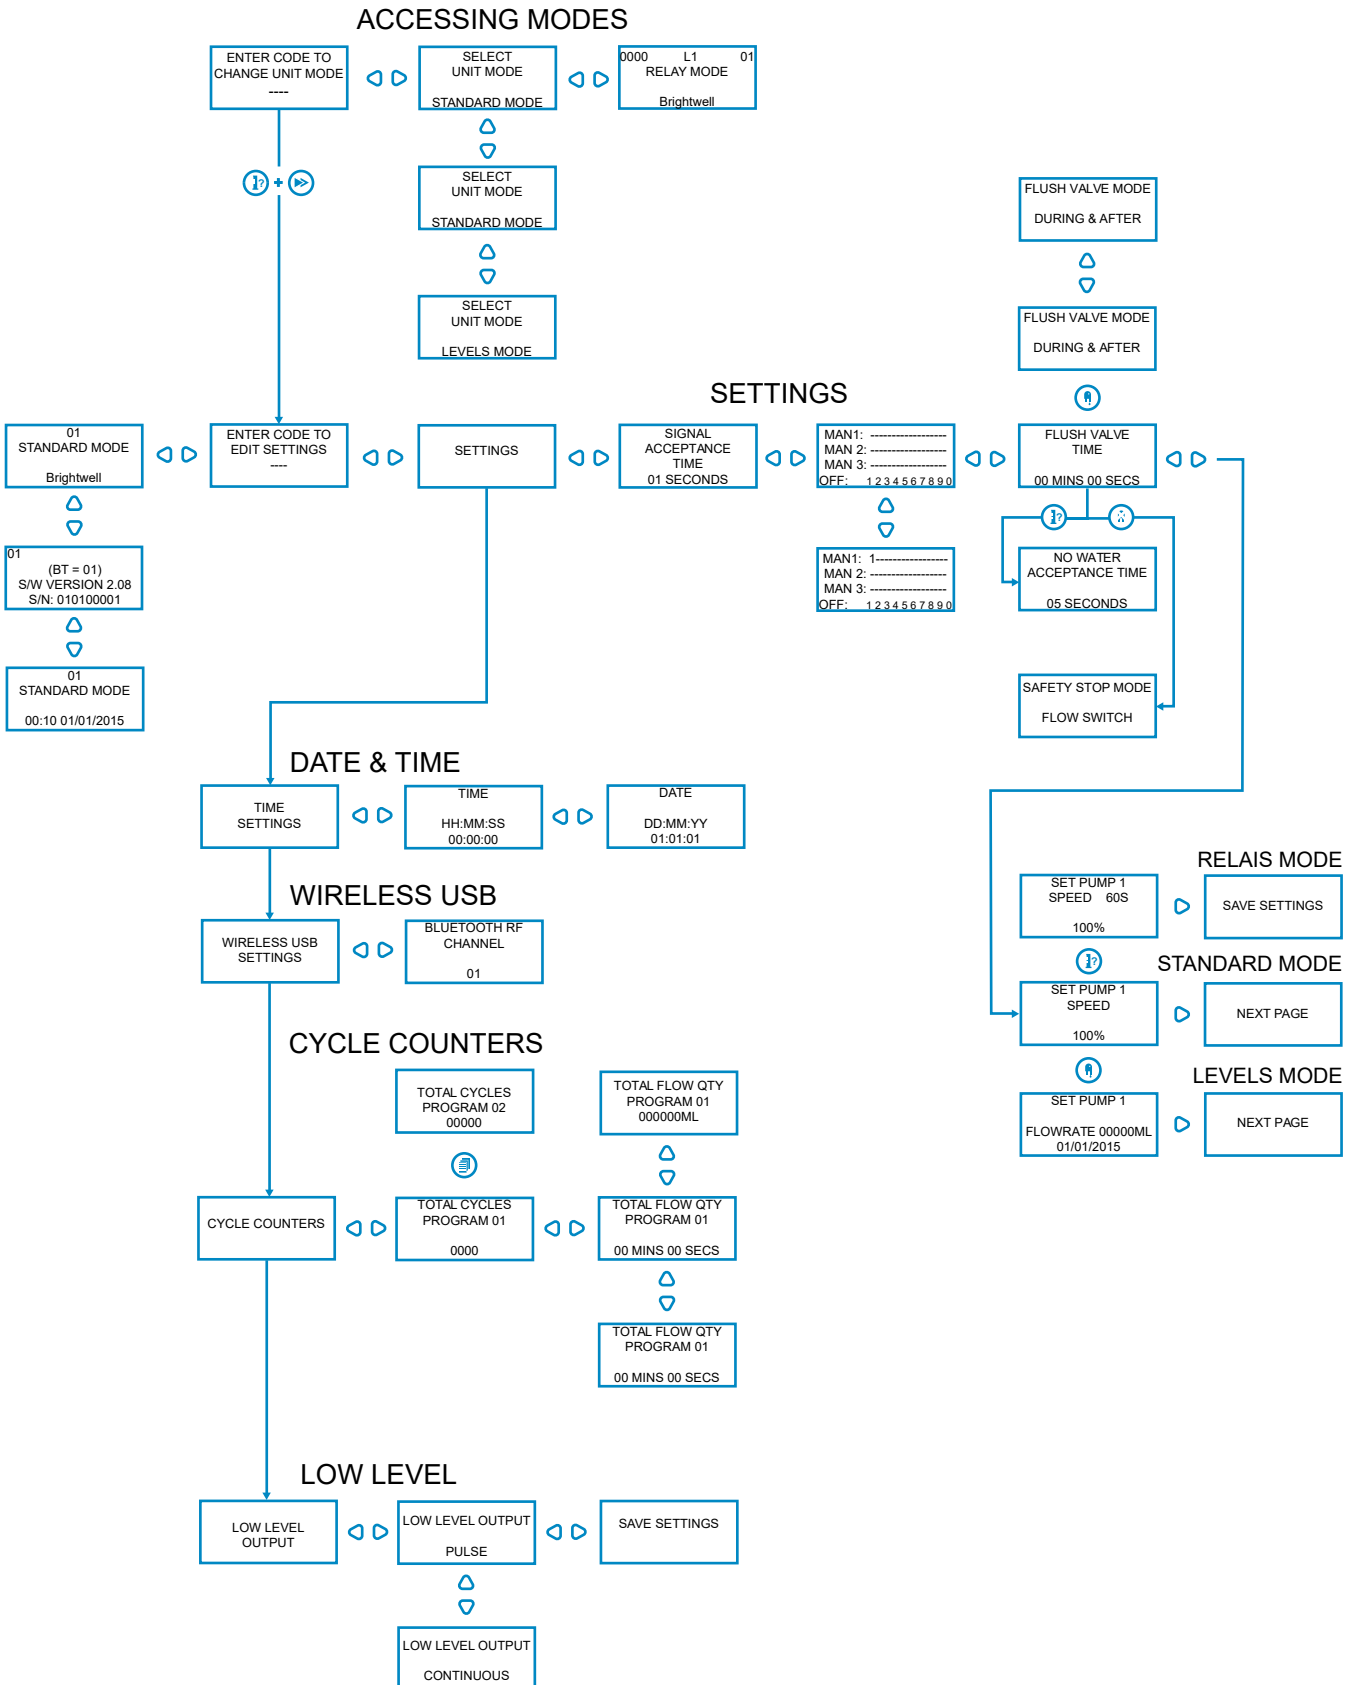 ACCESSING MODES
ENTER CODE TO
CHANGE UNIT MODE
----
SELECT
UNIT MODE
STANDARD MODE
0000 L1 01
RELAY MODE
Brightwell
SELECT
UNIT MODE
STANDARD MODE
SELECT
UNIT MODE
LEVELS MODE
FLUSH VALVE MODE
DURING & AFTER
FLUSH VALVE MODE
DURING & AFTER
SETTINGS
01
STANDARD MODE
Brightwell
ENTER CODE TO
EDIT SETTINGS
----
SETTINGS
SIGNAL
ACCEPTANCE
TIME
01 SECONDS
MAN1: ------------------
MAN 2: ------------------
MAN 3: ------------------
OFF: 1 2 3 4 5 6 7 8 9 0
FLUSH VALVE
TIME
00 MINS 00 SECS
01
(BT = 01)
S/W VERSION 2.08
S/N: 010100001
MAN1: 1-----------------
MAN 2: ------------------
MAN 3: ------------------
OFF: 1 2 3 4 5 6 7 8 9 0
NO WATER
ACCEPTANCE TIME
05 SECONDS
01
STANDARD MODE
00:10 01/01/2015
SAFETY STOP MODE
FLOW SWITCH
DATE & TIME
TIME
SETTINGS
TIME
HH:MM:SS
00:00:00
DATE
DD:MM:YY
01:01:01
RELAIS MODE
SET PUMP 1
SPEED 60S
100%
SAVE SETTINGS
WIRELESS USB
WIRELESS USB
SETTINGS
BLUETOOTH RF
CHANNEL
01
STANDARD MODE
SET PUMP 1
SPEED
100%
NEXT PAGE
CYCLE COUNTERS
LEVELS MODE
SET PUMP 1
FLOWRATE 00000ML
01/01/2015
NEXT PAGE
TOTAL CYCLES
PROGRAM 02
00000
TOTAL FLOW QTY
PROGRAM 01
000000ML
CYCLE COUNTERS
TOTAL CYCLES
PROGRAM 01
0000
TOTAL FLOW QTY
PROGRAM 01
00 MINS 00 SECS
TOTAL FLOW QTY
PROGRAM 01
00 MINS 00 SECS
LOW LEVEL
LOW LEVEL
OUTPUT
LOW LEVEL OUTPUT
PULSE
SAVE SETTINGS
LOW LEVEL OUTPUT
CONTINUOUS